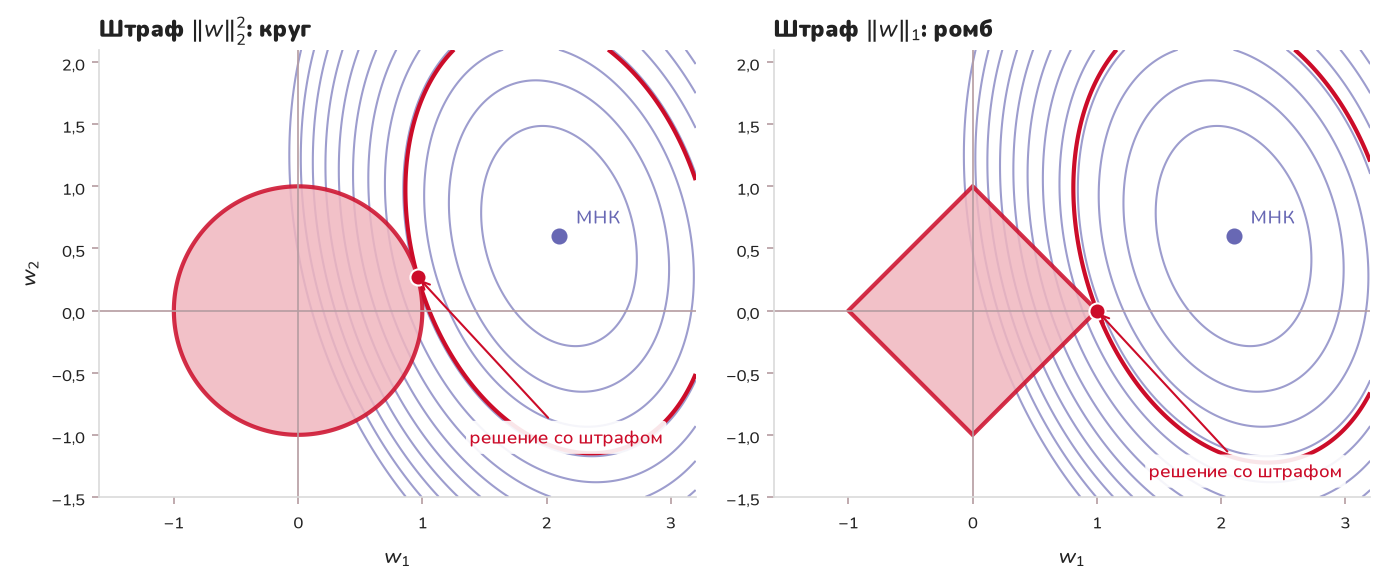 Штраф ‖w‖₂²: круг
2,0
1,5
1,0
0,5
0,0
−0,5
−1,0
−1,5
w₂
МНК
решение со штрафом
−1
0
1
2
3
w₁
Штраф ‖w‖₁: ромб
2,0
1,5
1,0
0,5
0,0
−0,5
−1,0
−1,5
МНК
решение со штрафом
−1
0
1
2
3
w₁